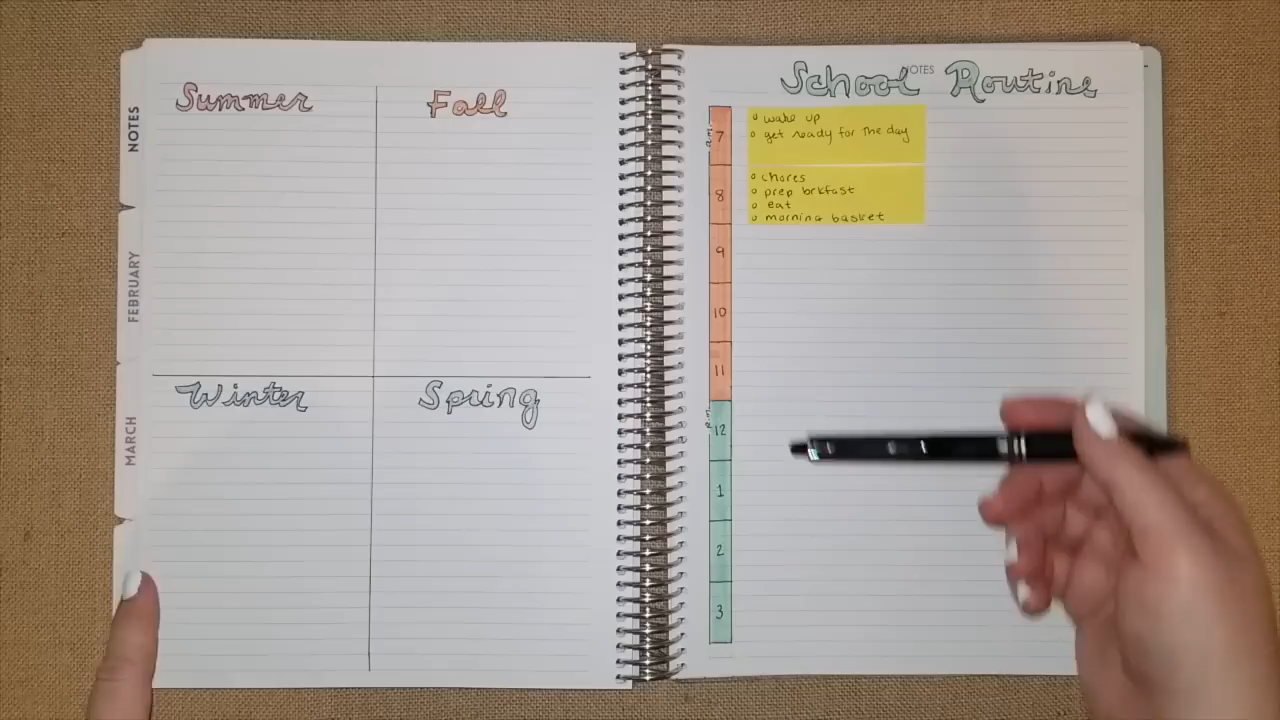 NOTES
FEBRUARY
MARCH
Summer
Fall
Winter
Spring
NOTES
School Routine
a.m.
7
o wake up
o get ready for the day
8
o chores
o prep brkfast
o eat
o morning basket
9
10
11
p.m.
12
1
2
3